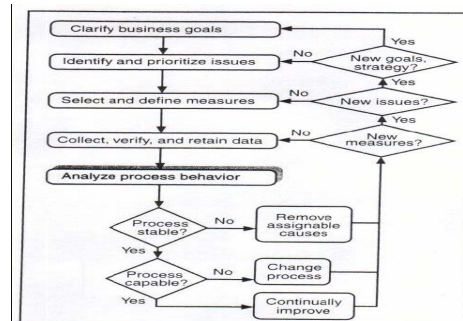 Clarify business goals
Yes
Identify and prioritize issues
No
New goals,
strategy?
Yes
Select and define measures
No
New issues?
Yes
Collect, verify, and retain data
No
New
measures?
Analyze process behavior
Process
stable?
No
Remove
assignable
causes
Yes
Process
capable?
No
Change
process
Yes
Continually
improve